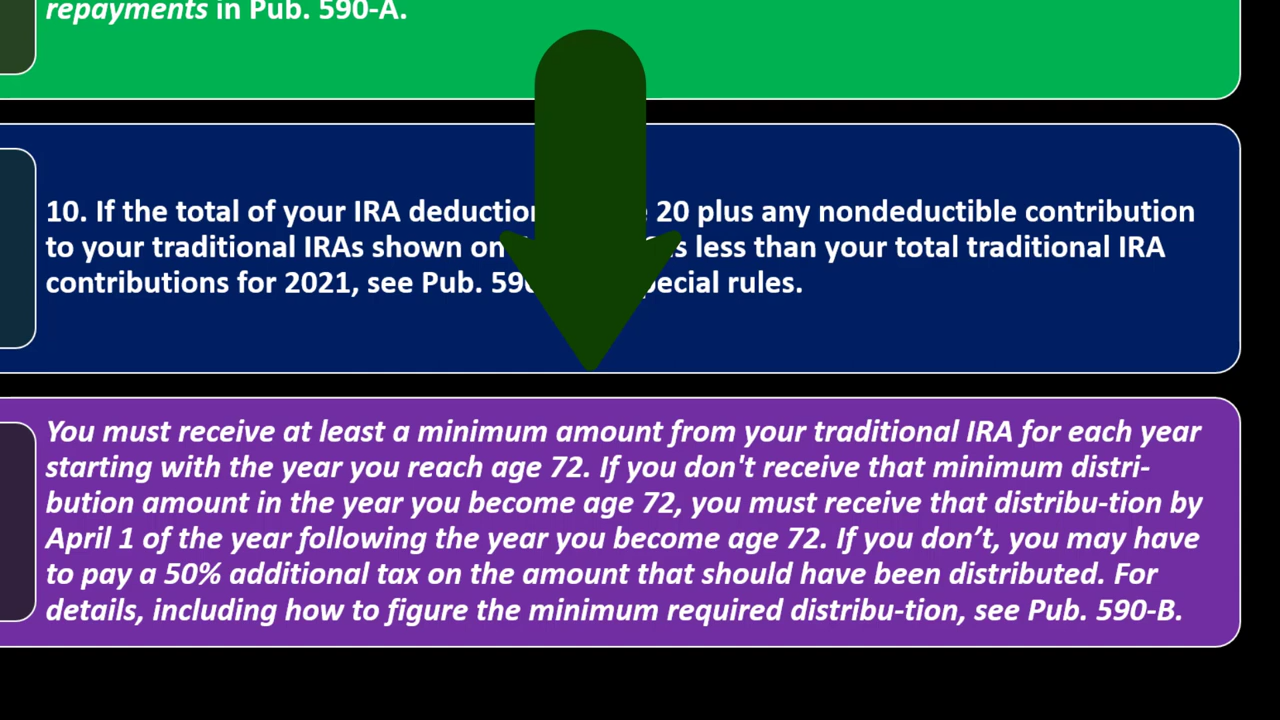 repayments in Pub. 590-A.
10. If the total of your IRA 20 plus any nondeductible contribution
to your traditional IRAs shown on less than your total traditional IRA
contributions for 2021, see Pub. rules.
You must receive at least a minimum amount from your traditional IRA for each year
starting with the year you reach age 72. If you don't receive that minimum distri-
bution amount in the year you become age 72, you must receive that distribu-tion by
April 1 of the year following the year you become age 72. If you don’t, you may have
to pay a 50% additional tax on the amount that should have been distributed. For
details, including how to figure the minimum required distribu-tion, see Pub. 590-B.